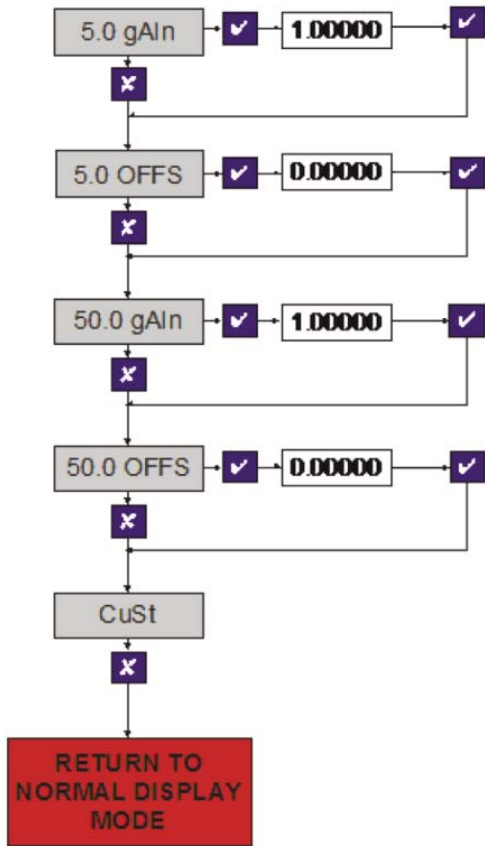 5.0 gAIn ✔ 1.00000 ✔
✘
5.0 OFFS ✔ 0.00000 ✔
✘
50.0 gAIn ✔ 1.00000 ✔
✘
50.0 OFFS ✔ 0.00000 ✔
✘
CuSt
✘
RETURN TO
NORMAL DISPLAY
MODE